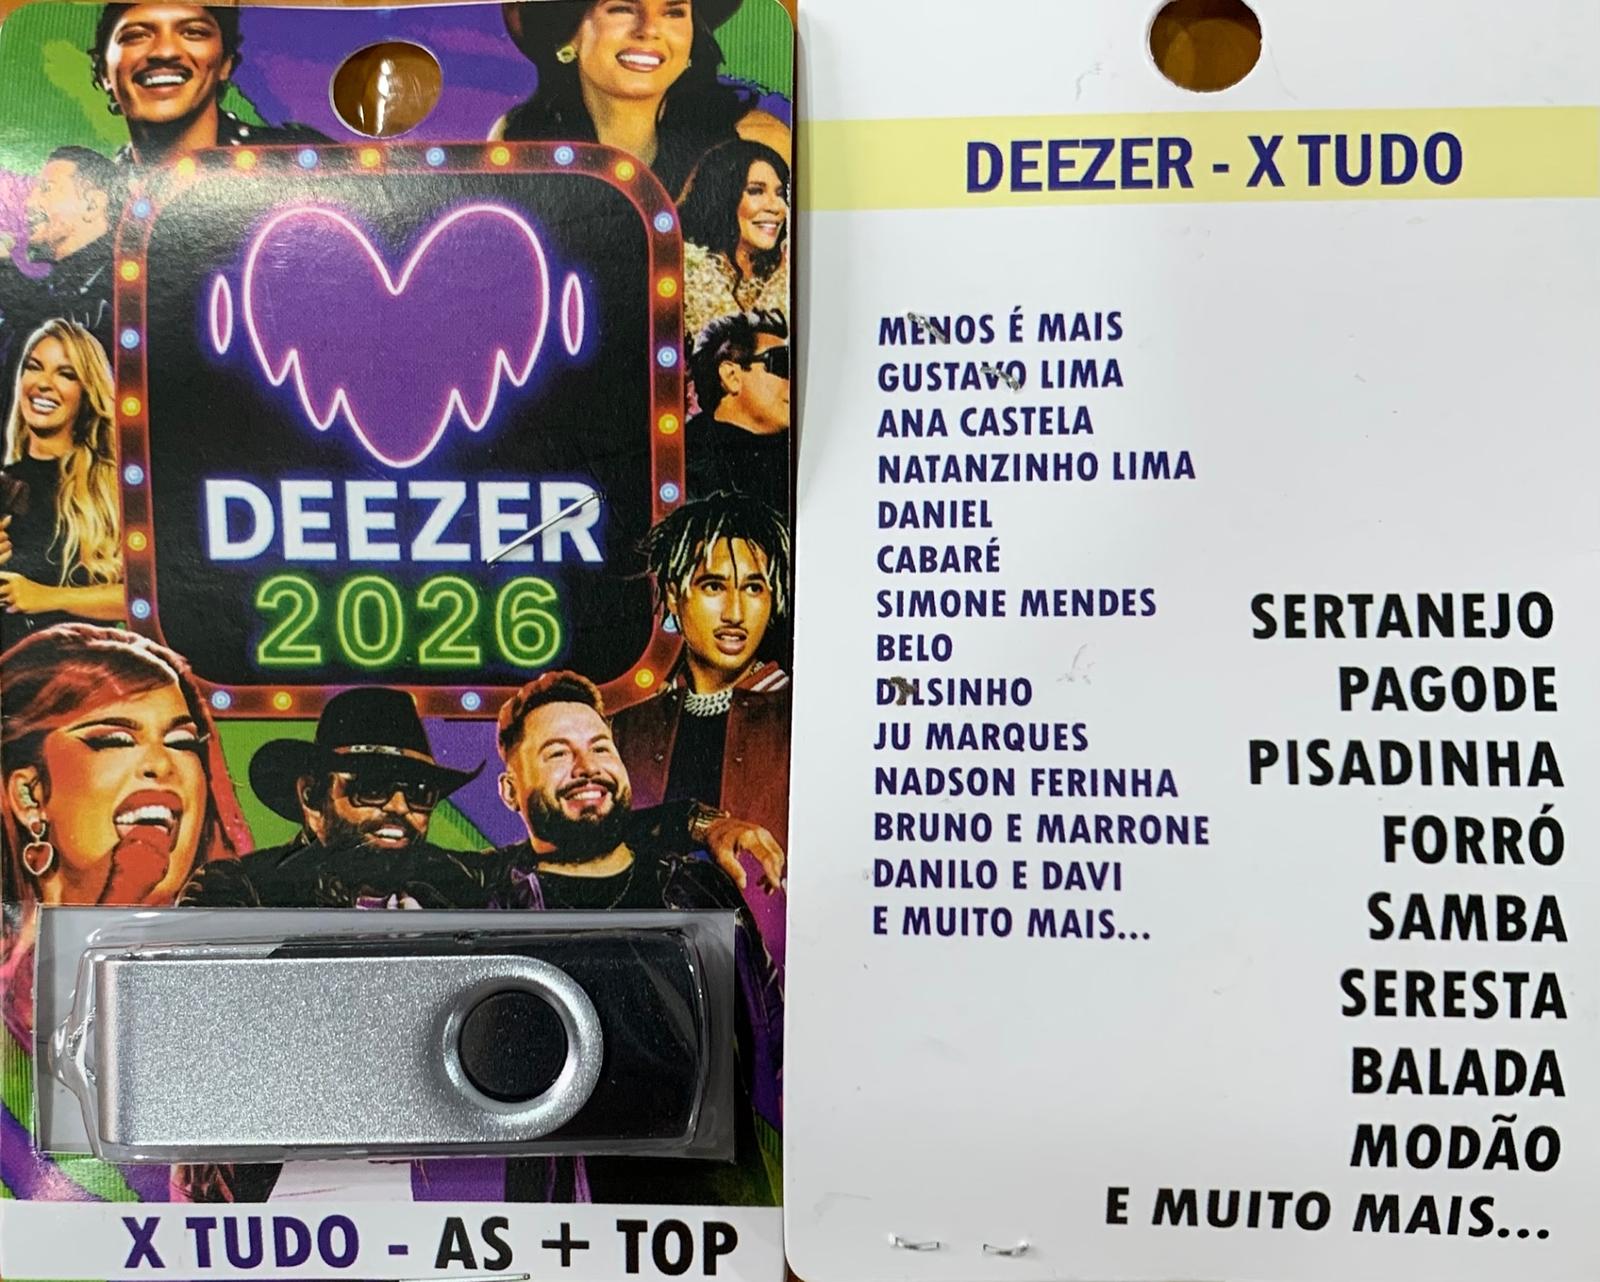 DEEZER
2026
X TUDO - AS + TOP
DEEZER - X TUDO
MENOS É MAIS
GUSTAVO LIMA
ANA CASTELA
NATANZINHO LIMA
DANIEL
CABARÉ
SIMONE MENDES
BELO
DILSINHO
JU MARQUES
NADSON FERINHA
BRUNO E MARRONE
DANILO E DAVI
E MUITO MAIS...
SERTANEJO
PAGODE
PISADINHA
FORRÓ
SAMBA
SERESTA
BALADA
MODÃO
E MUITO MAIS...